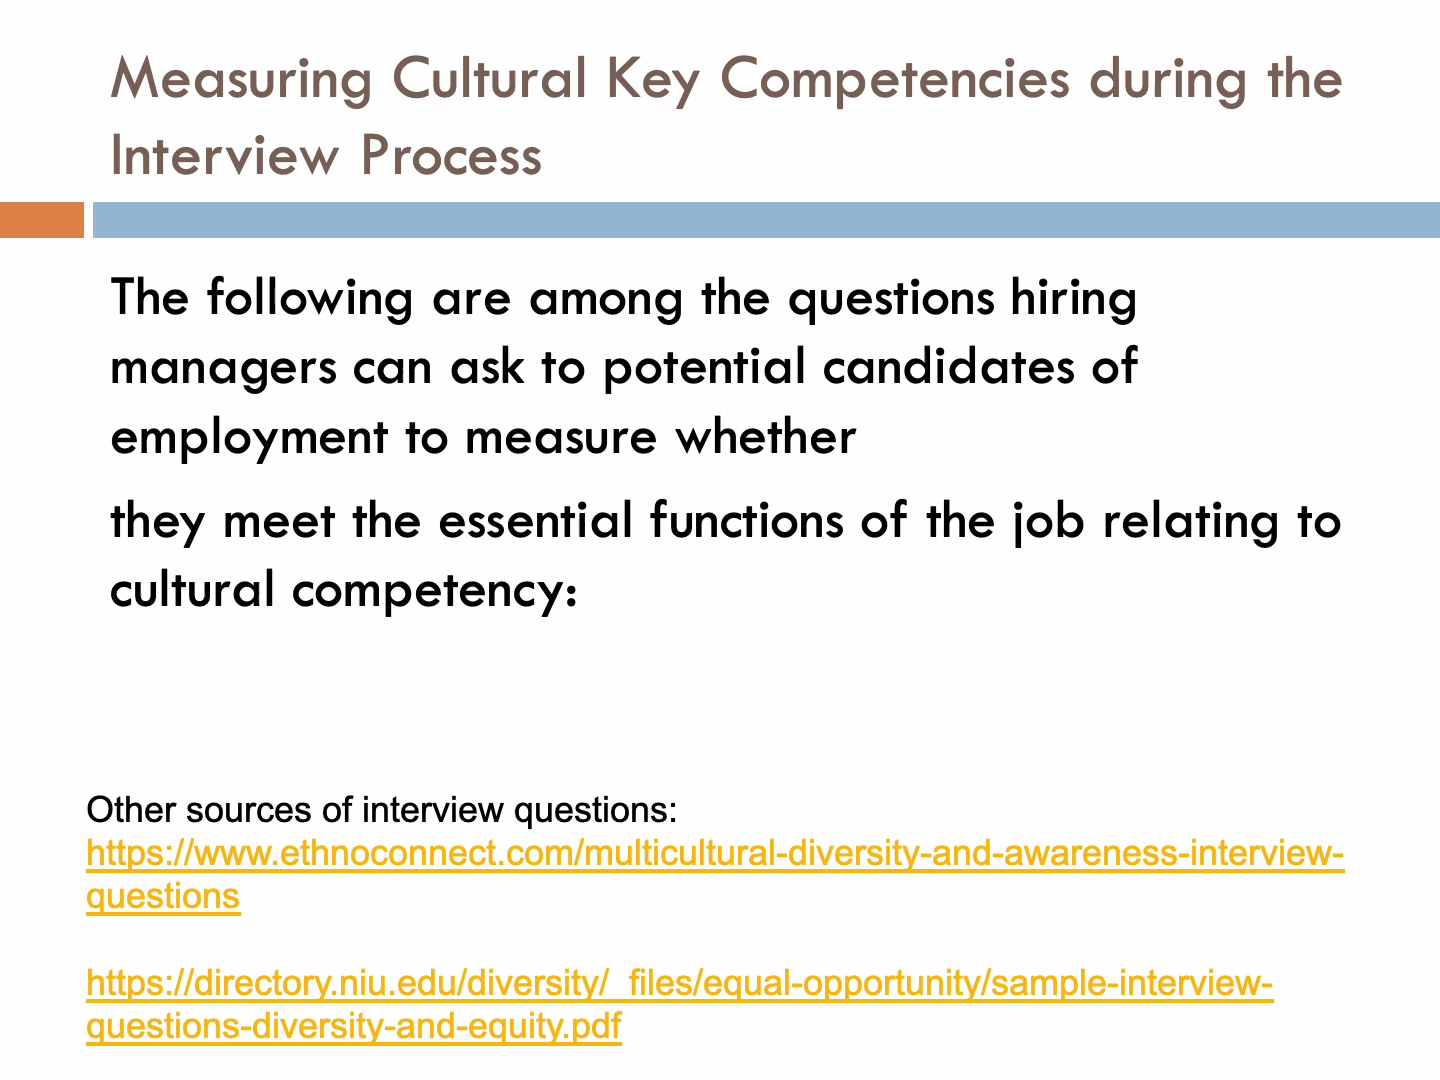 Measuring Cultural Key Competencies during the
Interview Process
The following are among the questions hiring
managers can ask to potential candidates of
employment to measure whether
they meet the essential functions of the job relating to
cultural competency:
Other sources of interview questions:
https://www.ethnoconnect.com/multicultural-diversity-and-awareness-interview-
questions
https://directory.niu.edu/diversity/_files/equal-opportunity/sample-interview-
questions-diversity-and-equity.pdf